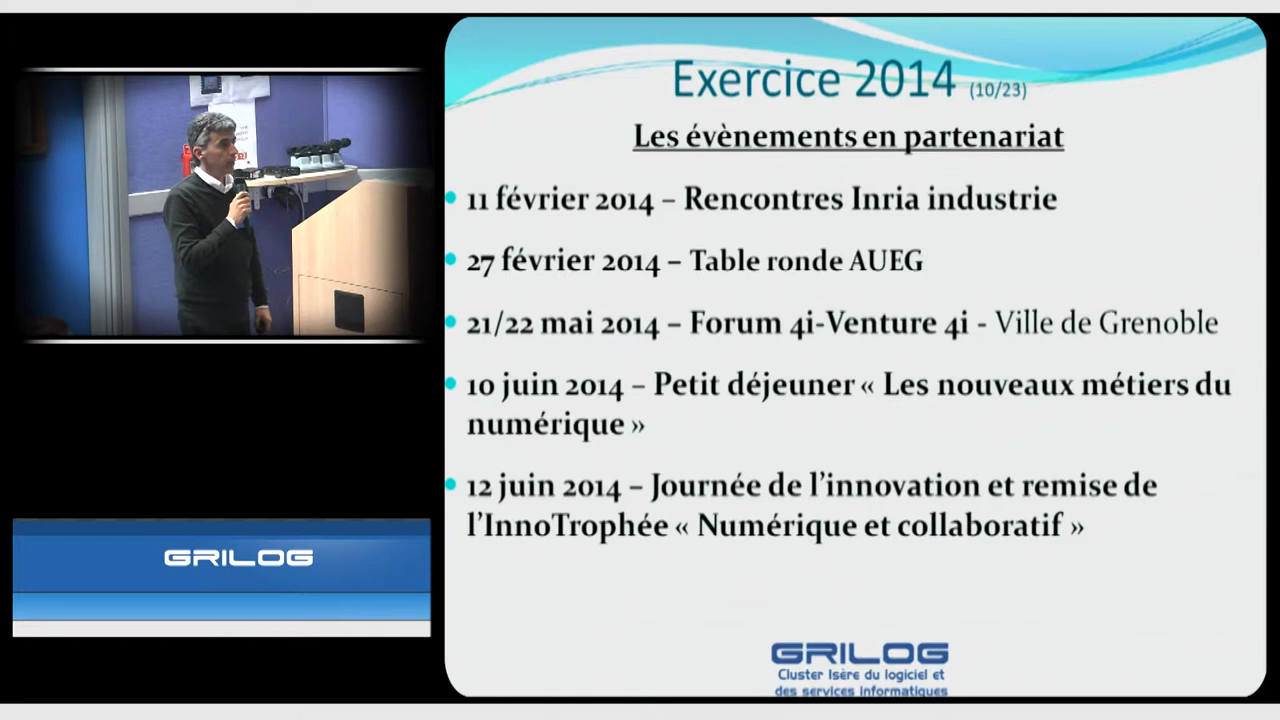 Exercice 2014 (10/23)
Les évènements en partenariat
11 février 2014 – Rencontres Inria industrie
27 février 2014 – Table ronde AUEG
21/22 mai 2014 – Forum 4i-Venture 4i - Ville de Grenoble
10 juin 2014 – Petit déjeuner « Les nouveaux métiers du
numérique »
12 juin 2014 – Journée de l’innovation et remise de
l’InnoTrophée « Numérique et collaboratif »
GRILOG
GRILOG
Cluster Isère du logiciel et
des services informatiques